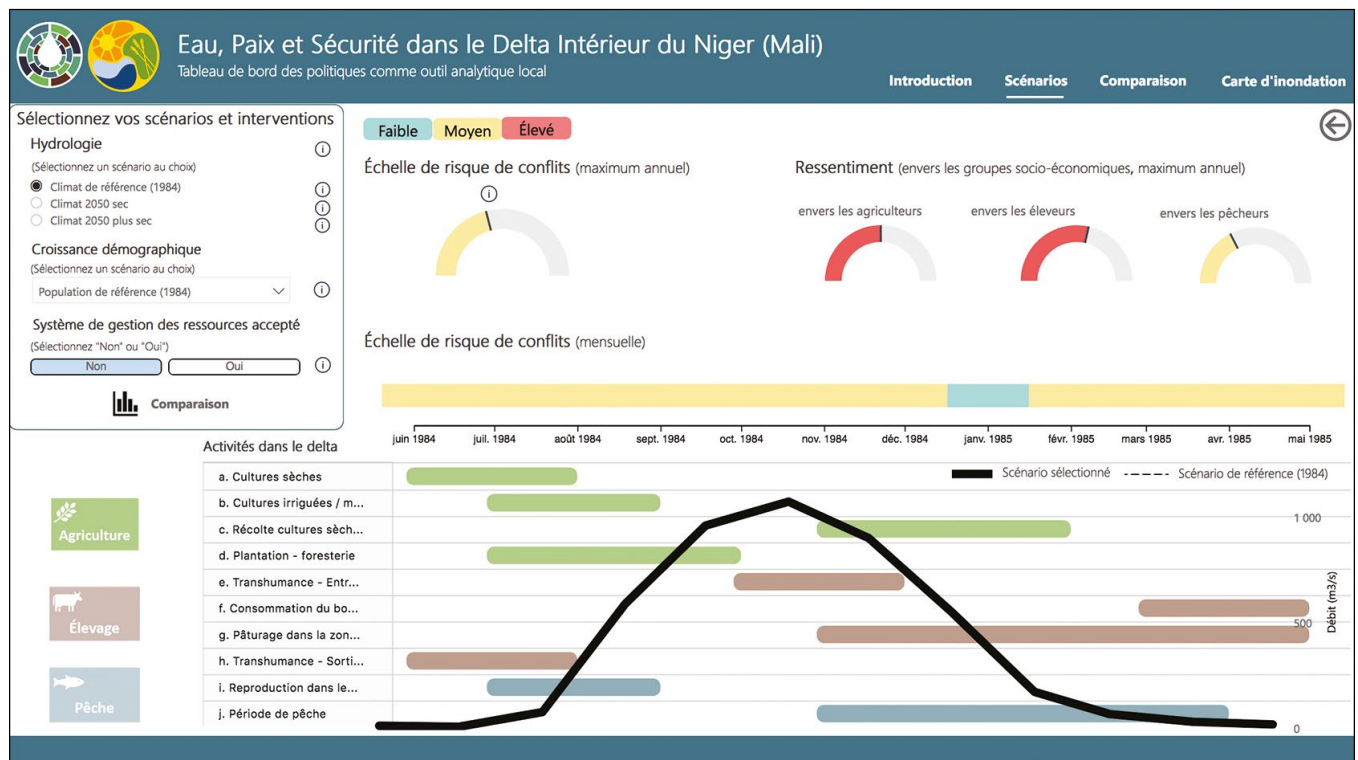 Eau, Paix et Sécurité dans le Delta Intérieur du Niger (Mali)
Tableau de bord des politiques comme outil analytique local
Introduction Scénarios Comparaison Carte d'inondation
Sélectionnez vos scénarios et interventions
Hydrologie
(Sélectionnez un scénario au choix)
Climat de référence (1984)
Climat 2050 sec
Climat 2050 plus sec
Croissance démographique
(Sélectionnez un scénario au choix)
Population de référence (1984)
Système de gestion des ressources accepté
(Sélectionnez "Non" ou "Oui")
Non Oui
Comparaison
Faible Moyen Élevé
Échelle de risque de conflits (maximum annuel)
Ressentiment (envers les groupes socio-économiques, maximum annuel)
envers les agriculteurs envers les éleveurs envers les pêcheurs
Échelle de risque de conflits (mensuelle)
juin 1984 juil. 1984 août 1984 sept. 1984 oct. 1984 nov. 1984 déc. 1984 janv. 1985 févr. 1985 mars 1985 avr. 1985 mai 1985
Activités dans le delta
Scénario sélectionné Scénario de référence (1984)
Agriculture
Élevage
Pêche
a. Cultures sèches
b. Cultures irriguées / m...
c. Récolte cultures sèch...
d. Plantation - foresterie
e. Transhumance - Entr...
f. Consommation du bo...
g. Pâturage dans la zon...
h. Transhumance - Sorti...
i. Reproduction dans le...
j. Période de pêche
1 000
500
0
Débit (m3/s)